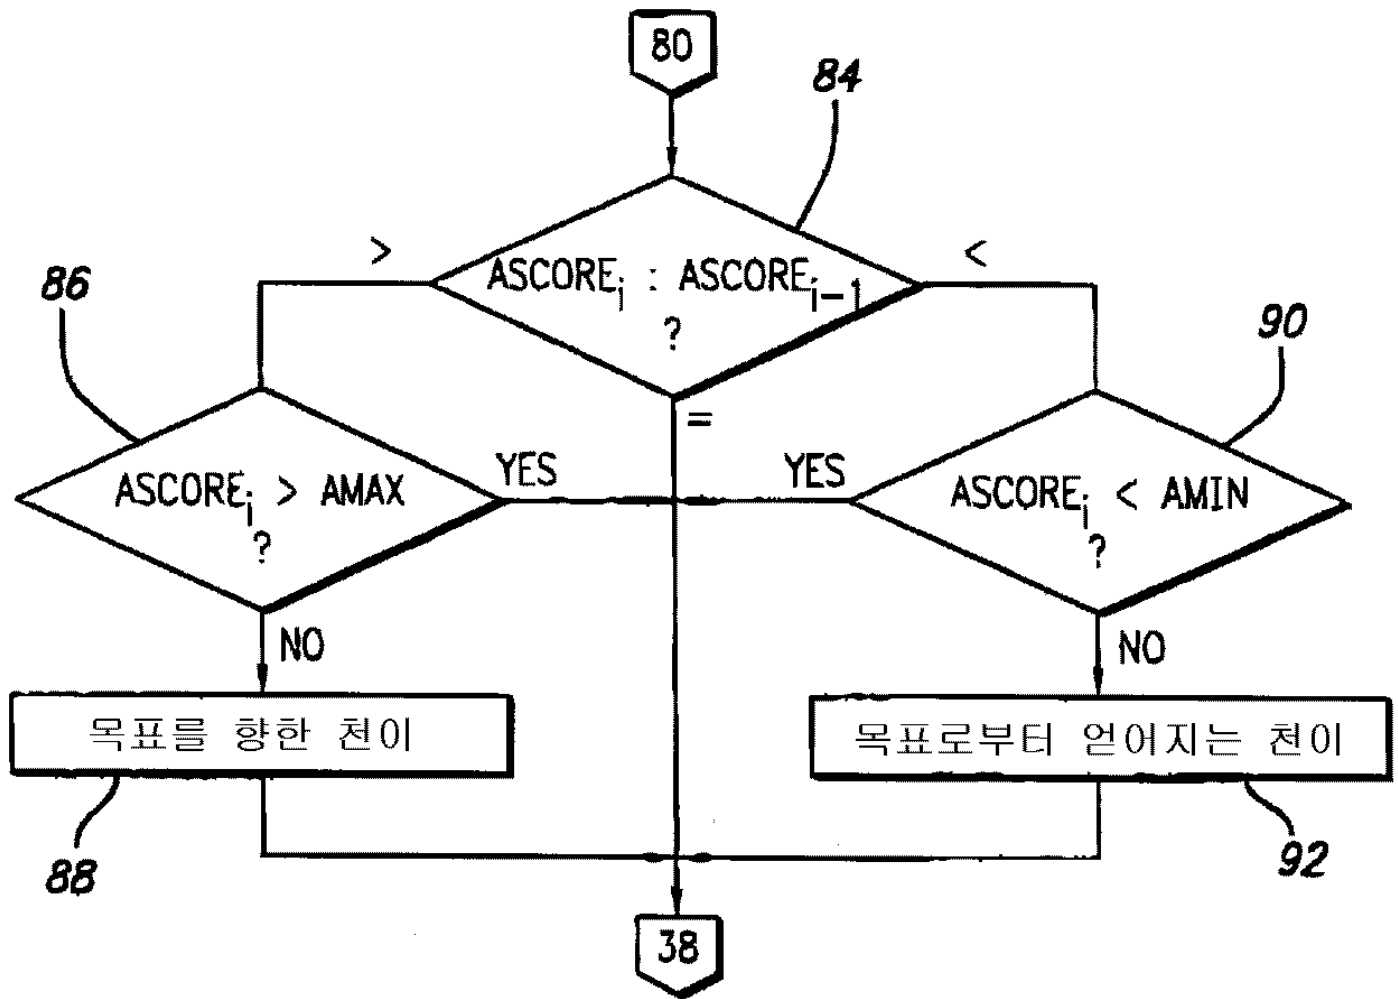 80
84
> <
ASCOREi : ASCOREi-1
?
86
90
=
ASCOREi > AMAX
?
YES
YES
ASCOREi < AMIN
?
NO
NO
목표를 향한 천이
목표로부터 얻어지는 천이
88
92
38